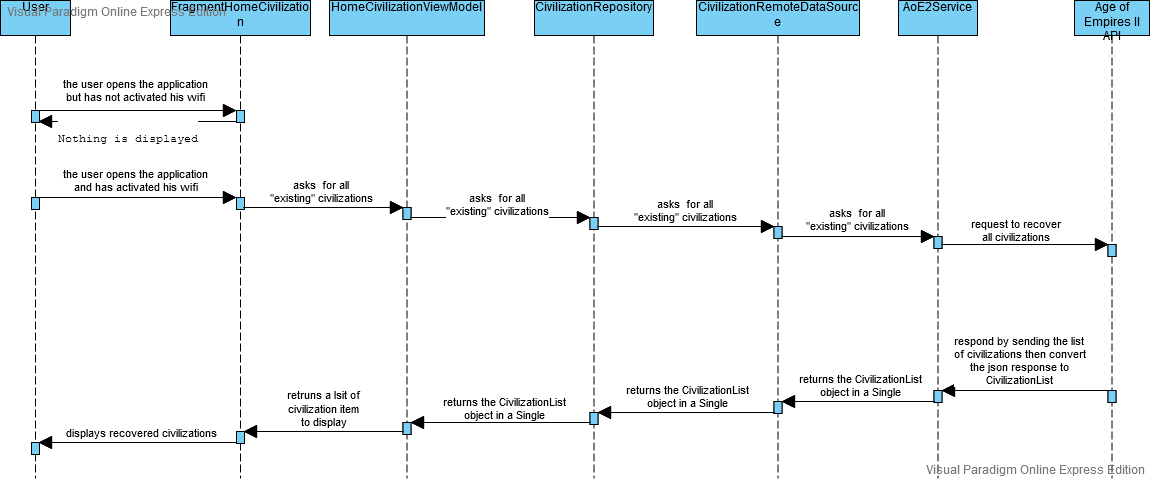 Visual Paradigm Online Express Edition
User
FragmentHomeCivilizatio
n
HomeCivilizationViewModel
CivilizationRepository
CivilizationRemoteDataSourc
e
AoE2Service
Age of
Empires II
API
the user opens the application
but has not activated his wifi
Nothing is displayed
the user opens the application
and has activated his wifi
asks for all
"existing" civilizations
asks for all
"existing" civilizations
asks for all
"existing" civilizations
asks for all
"existing" civilizations
request to recover
all civilizations
respond by sending the list
of civilizations then convert
the json response to
CivilizationList
returns the CivilizationList
object in a Single
returns the CivilizationList
object in a Single
returns the CivilizationList
object in a Single
retruns a lsit of
civilization item
to display
displays recovered civilizations
Visual Paradigm Online Express Edition